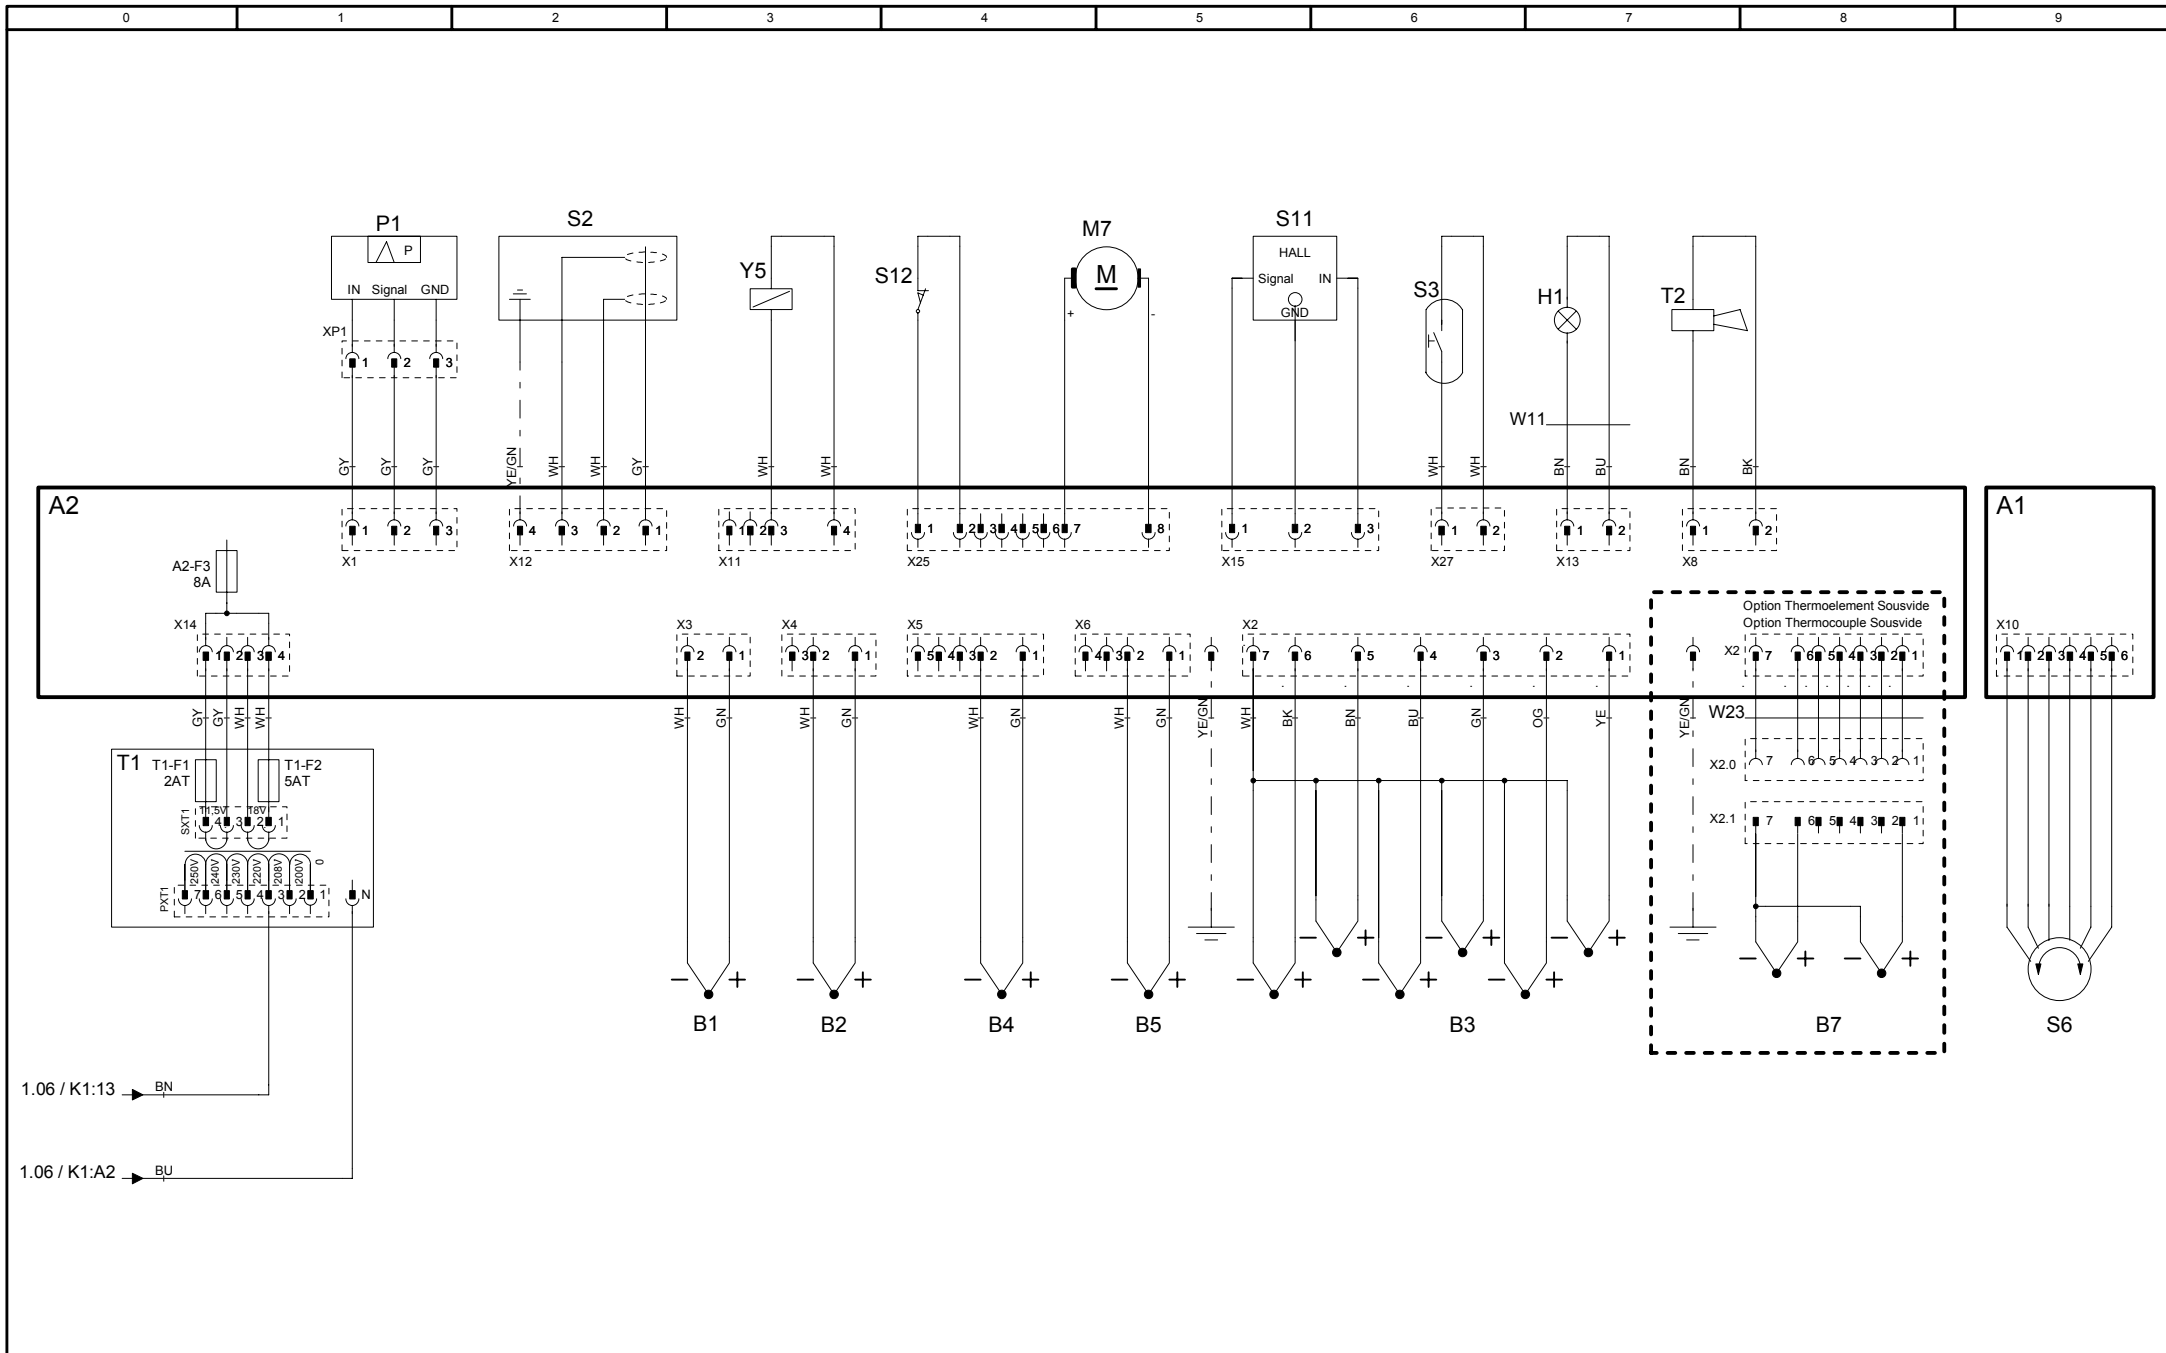 0 1 2 3 4 5 6 7 8 9
P1 S2 M7 S11
P HALL
Y5 S12 M Signal IN S3 H1 T2
IN Signal GND
+ - GND
XP1
1 2 3
W11
GY GY GY YE/GN WH WH GY WH WH WH WH BN BU BN BK
A2 A1
1 2 3 4 3 2 1 1 2 3 4 1 2 3 4 5 6 7 8 1 2 3 1 2 1 2 1 2
X1 X12 X11 X25 X15 X27 X13 X8
A2-F3
8A
Option Thermoelement Sousvide
Option Thermocouple Sousvide
X14 X3 X4 X5 X6 X2 X2 X10
1 2 3 4 2 1 3 2 1 5 4 3 2 1 4 3 2 1 7 6 5 4 3 2 1 7 6 5 4 3 2 1 1 2 3 4 5 6
GY GY WH WH WH GN WH GN WH GN WH GN YE/GN WH BK BN BU GN OG YE YE/GN W23
T1 T1-F1 T1-F2
2AT 5AT
X2.0 7 6 5 4 3 2 1
SXT1 11,5V 18V
4 3 2 1
X2.1 7 6 5 4 3 2 1
250V 240V 230V 220V 208V 200V 0
PXT1 7 6 5 4 3 2 1 N
- + - + - +
- + - +
- + - + - + - + - + - + - +
B1 B2 B4 B5 B3 B7 S6
1.06 / K1:13 BN
1.06 / K1:A2 BU